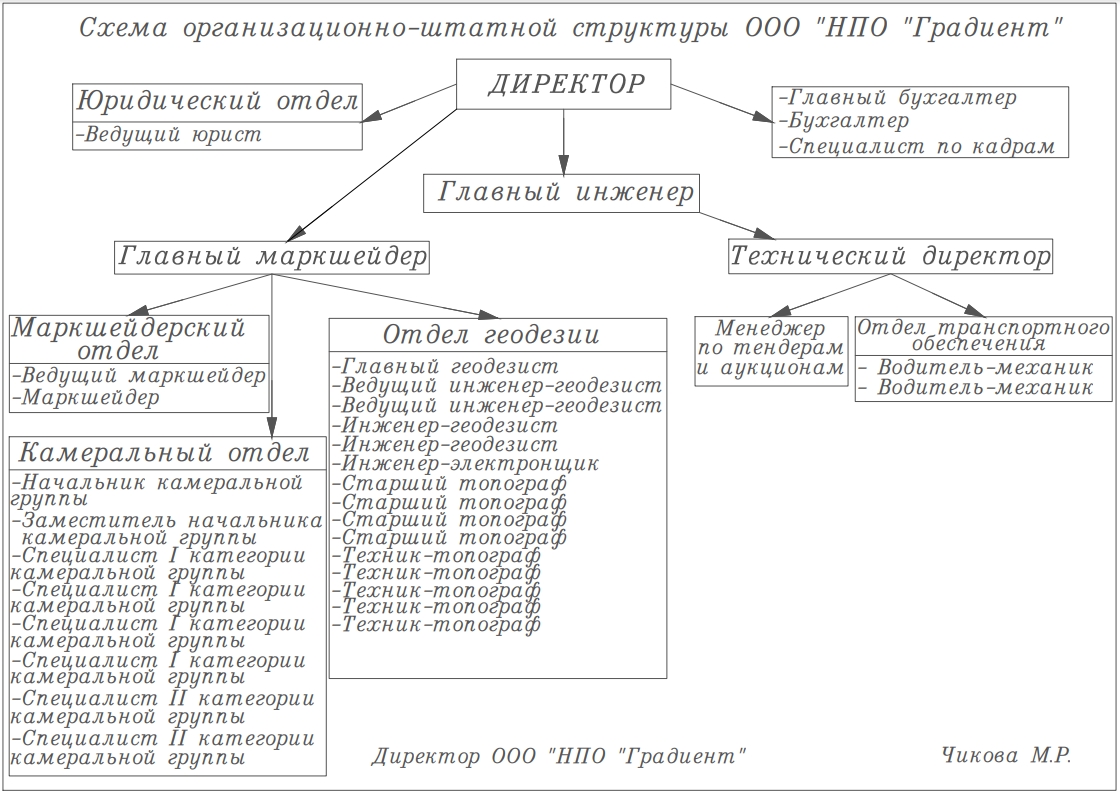 Схема организационно-штатной структуры ООО "НПО "Градиент"
ДИРЕКТОР
Юридический отдел
-Ведущий юрист
-Главный бухгалтер
-Бухгалтер
-Специалист по кадрам
Главный инженер
Главный маркшейдер
Технический директор
Маркшейдерский
отдел
-Ведущий маркшейдер
-Маркшейдер
Отдел геодезии
-Главный геодезист
-Ведущий инженер-геодезист
-Ведущий инженер-геодезист
-Инженер-геодезист
-Инженер-геодезист
-Инженер-электронщик
-Старший топограф
-Старший топограф
-Старший топограф
-Старший топограф
-Техник-топограф
-Техник-топограф
-Техник-топограф
-Техник-топограф
-Техник-топограф
Менеджер
по тендерам
и аукционам
Отдел транспортного
обеспечения
- Водитель-механик
- Водитель-механик
Камеральный отдел
-Начальник камеральной
группы
-Заместитель начальника
камеральной группы
-Специалист I категории
камеральной группы
-Специалист I категории
камеральной группы
-Специалист I категории
камеральной группы
-Специалист I категории
камеральной группы
-Специалист II категории
камеральной группы
-Специалист II категории
камеральной группы
Директор ООО "НПО "Градиент"
Чикова М.Р.